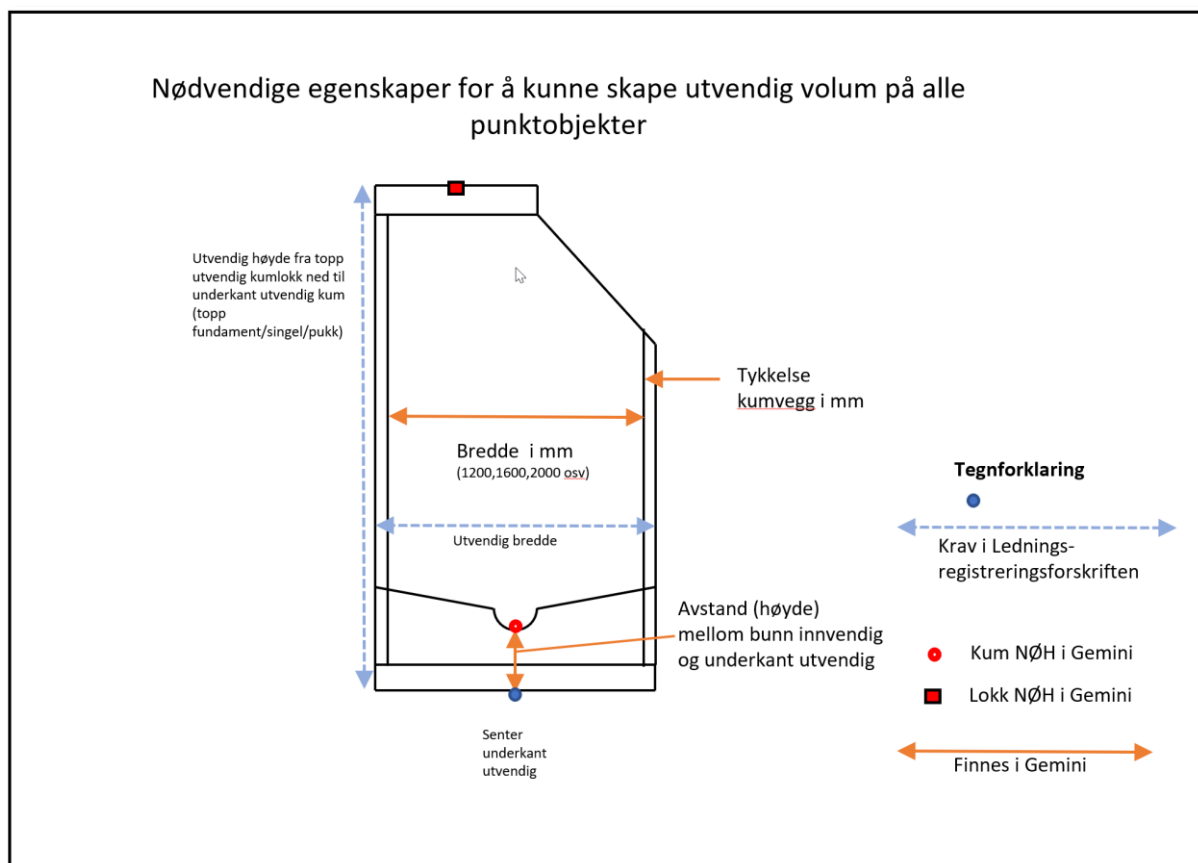 Nødvendige egenskaper for å kunne skape utvendig volum på alle
punktobjekter
Utvendig høyde fra topp
utvendig kumlokk ned til
underkant utvendig kum
(topp
fundament/singel/pukk)
Tykkelse
kumvegg i mm
Bredde i mm
(1200,1600,2000 osv)
Utvendig bredde
Avstand (høyde)
mellom bunn innvendig
og underkant utvendig
Senter
underkant
utvendig
Tegnforklaring
Krav i Lednings-
registreringsforskriften
Kum NØH i Gemini
Lokk NØH i Gemini
Finnes i Gemini